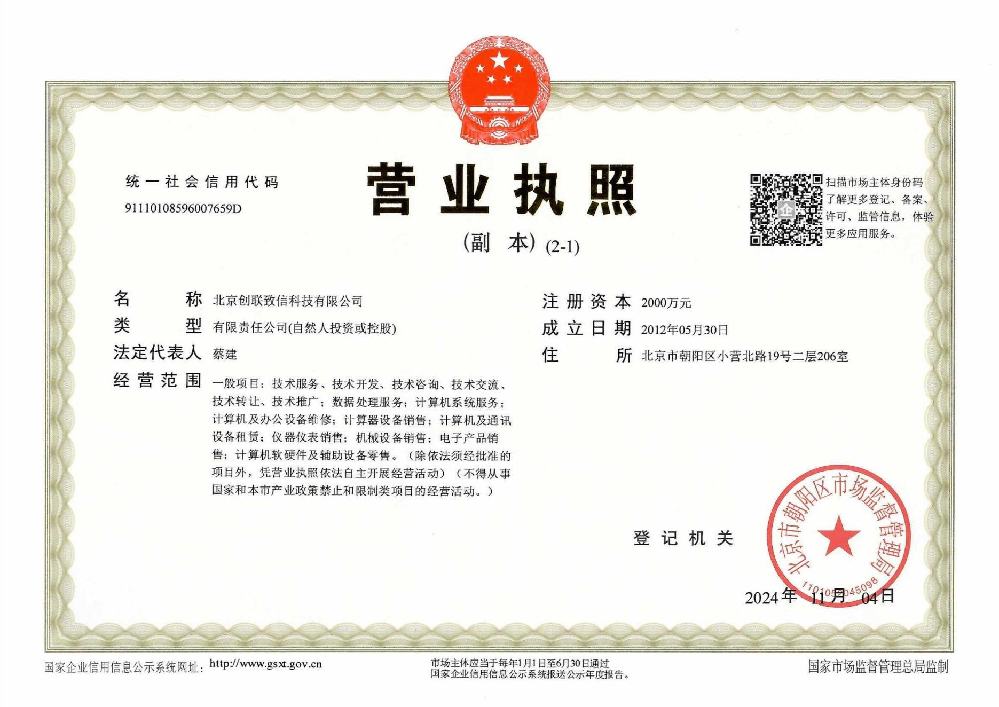 营业执照
(副 本) (2-1)
统一社会信用代码
91110108596007659D
扫描市场主体身份码
了解更多登记、备案、
许可、监管信息，体验
更多应用服务。
企
名 称 北京创联致信科技有限公司
类 型 有限责任公司(自然人投资或控股)
法定代表人 蔡建
经营范围 一般项目：技术服务、技术开发、技术咨询、技术交流、
技术转让、技术推广；数据处理服务；计算机系统服务；
计算机及办公设备维修；计算器设备销售；计算机及通讯
设备租赁；仪器仪表销售；机械设备销售；电子产品销
售；计算机软硬件及辅助设备零售。（除依法须经批准的
项目外，凭营业执照依法自主开展经营活动）（不得从事
国家和本市产业政策禁止和限制类项目的经营活动。）
注册资本 2000万元
成立日期 2012年05月30日
住 所 北京市朝阳区小营北路19号二层206室
登记机关
北京市朝阳区市场监督管理局
1101052045098
2024年 11月 04日
国家企业信用信息公示系统网址：http://www.gsxt.gov.cn
市场主体应当于每年1月1日至6月30日通过
国家企业信用信息公示系统报送公示年度报告。
国家市场监督管理总局监制